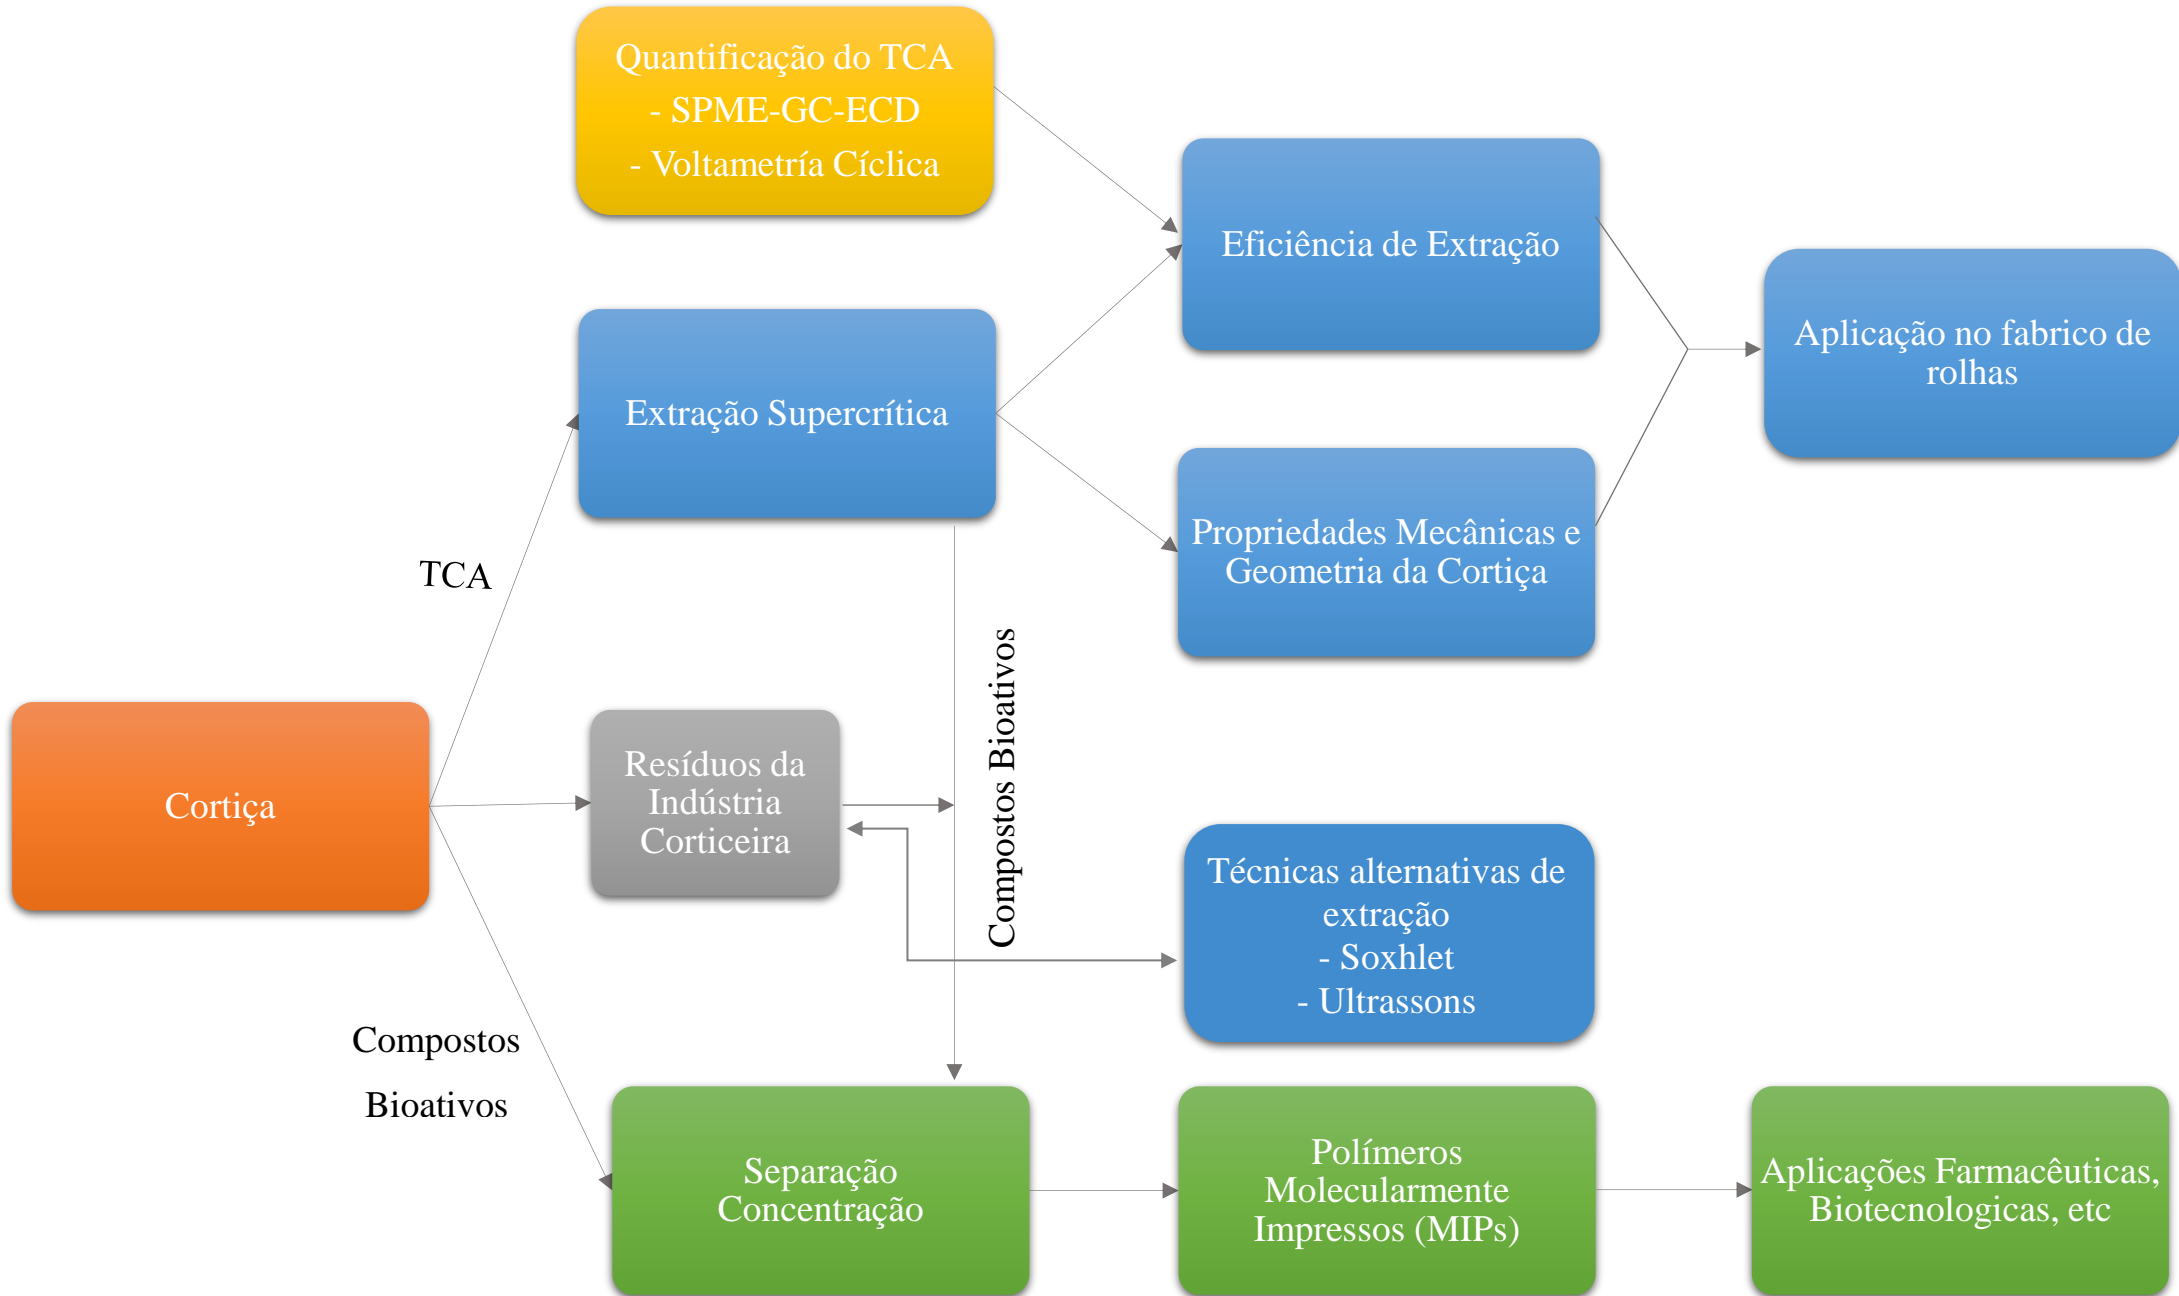 Quantificação do TCA
- SPME-GC-ECD
- Voltametría Cíclica
Eficiência de Extração
Aplicação no fabrico de
rolhas
Extração Supercrítica
Propriedades Mecânicas e
Geometria da Cortiça
TCA
Compostos Bioativos
Resíduos da
Indústria
Corticeira
Cortiça
Técnicas alternativas de
extração
- Soxhlet
- Ultrassons
Compostos
Bioativos
Separação
Concentração
Polímeros
Molecularmente
Impressos (MIPs)
Aplicações Farmacêuticas,
Biotecnologicas, etc